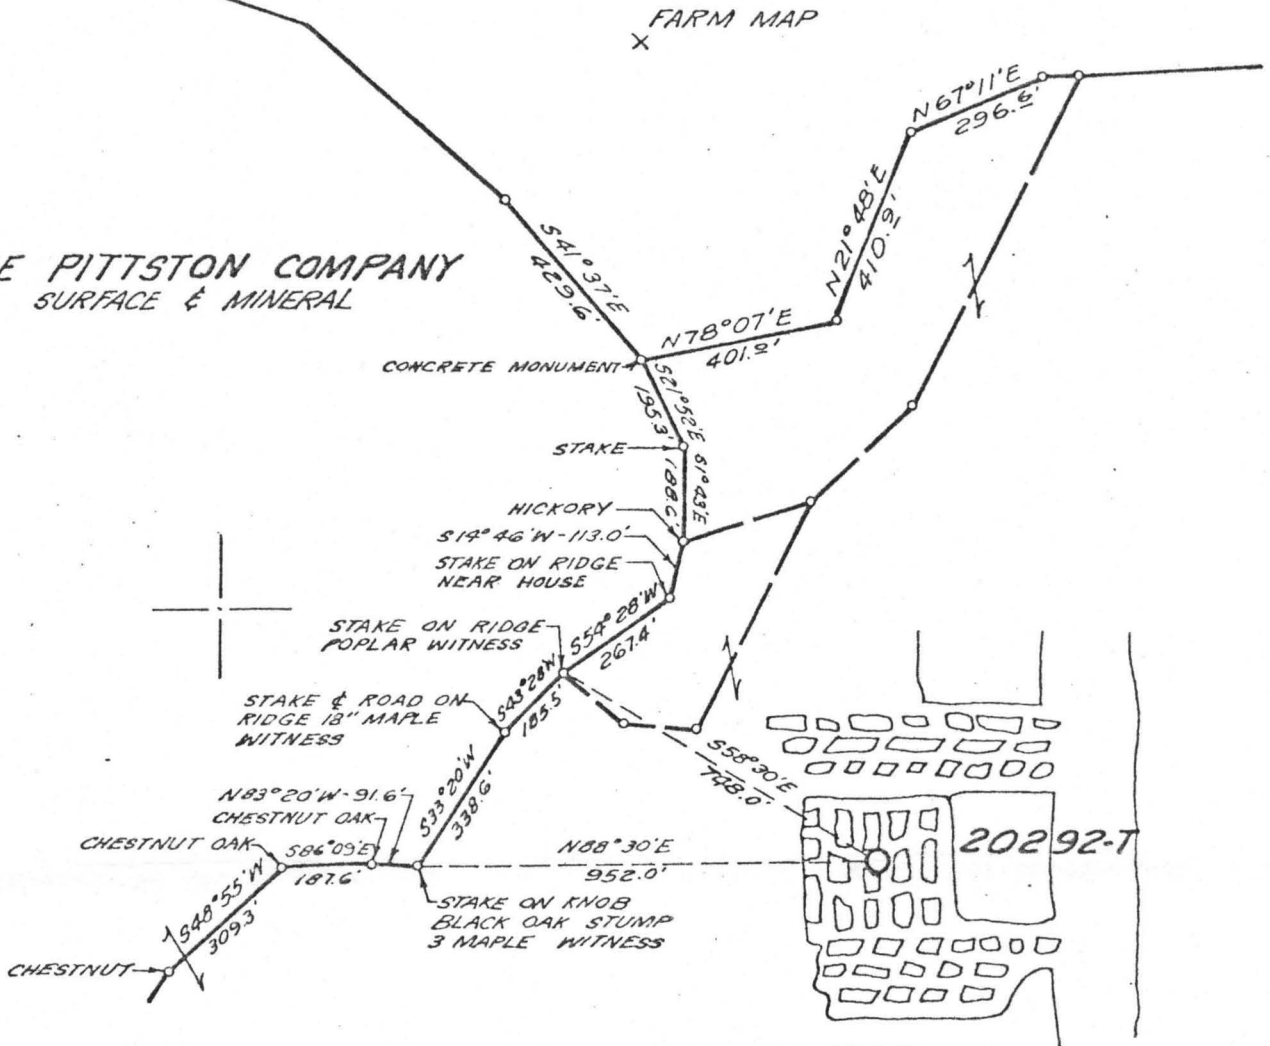 FARM MAP
N67°11'E
296.6'
N21°48'E
410.9'
S41°37'E
429.6'
E PITTSTON COMPANY
SURFACE & MINERAL
N78°07'E
401.2'
CONCRETE MONUMENT
S21°52'E
195.3'
STAKE
S1°43'E
188.6'
HICKORY
S14°46'W-113.0'
STAKE ON RIDGE
NEAR HOUSE
S54°28'W
267.4'
STAKE ON RIDGE
POPLAR WITNESS
S43°28'W
185.5'
STAKE & ROAD ON
RIDGE 18" MAPLE
WITNESS
S58°30'E
748.0'
S33°20'W
338.6'
N83°20'W-91.6'
CHESTNUT OAK
CHESTNUT OAK
S86°09'E
187.6'
N88°30'E
952.0'
20292-T
S48°55'W
309.3'
STAKE ON KNOB
BLACK OAK STUMP
3 MAPLE WITNESS
CHESTNUT